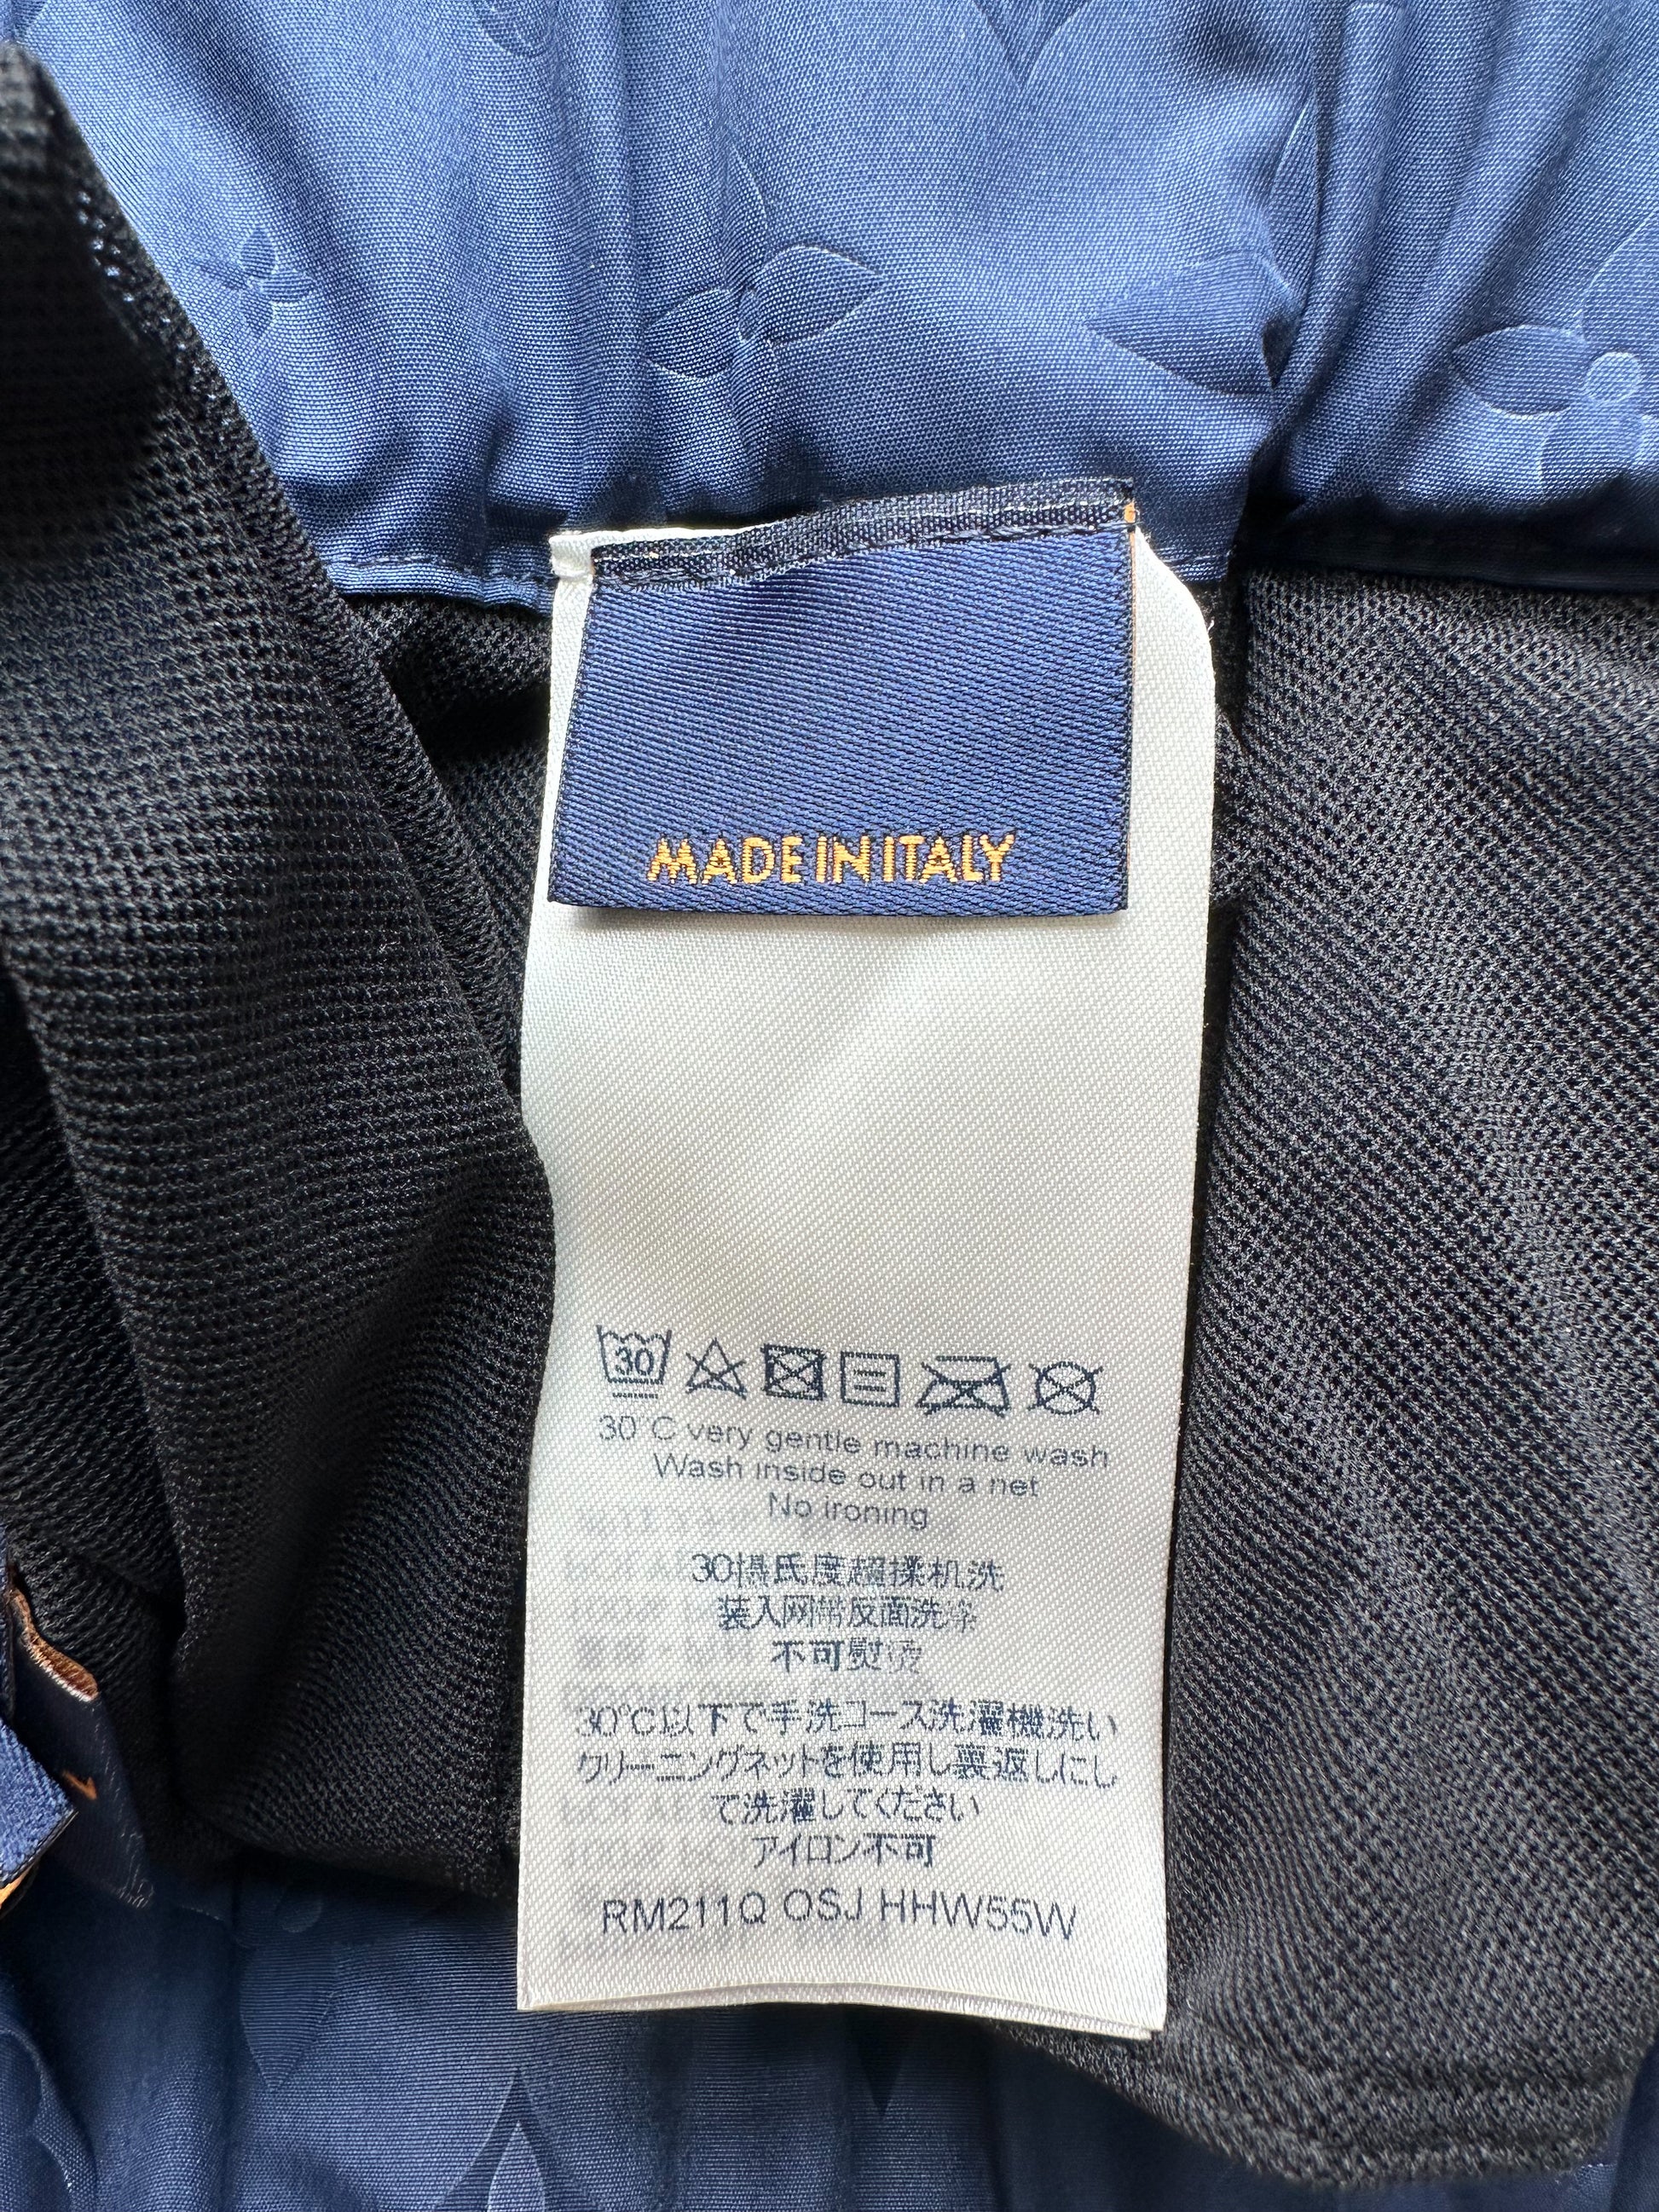 MADE IN ITALY
30
30°C very gentle machine wash
Wash inside out in a net
No ironing
30摄氏度超揉机洗
装入网带反面洗涤
不可熨烫
30℃以下で手洗コース洗濯機洗い
クリーニングネットを使用し裏返しにし
て洗濯してください
アイロン不可
RM211Q OSJ HHW55W